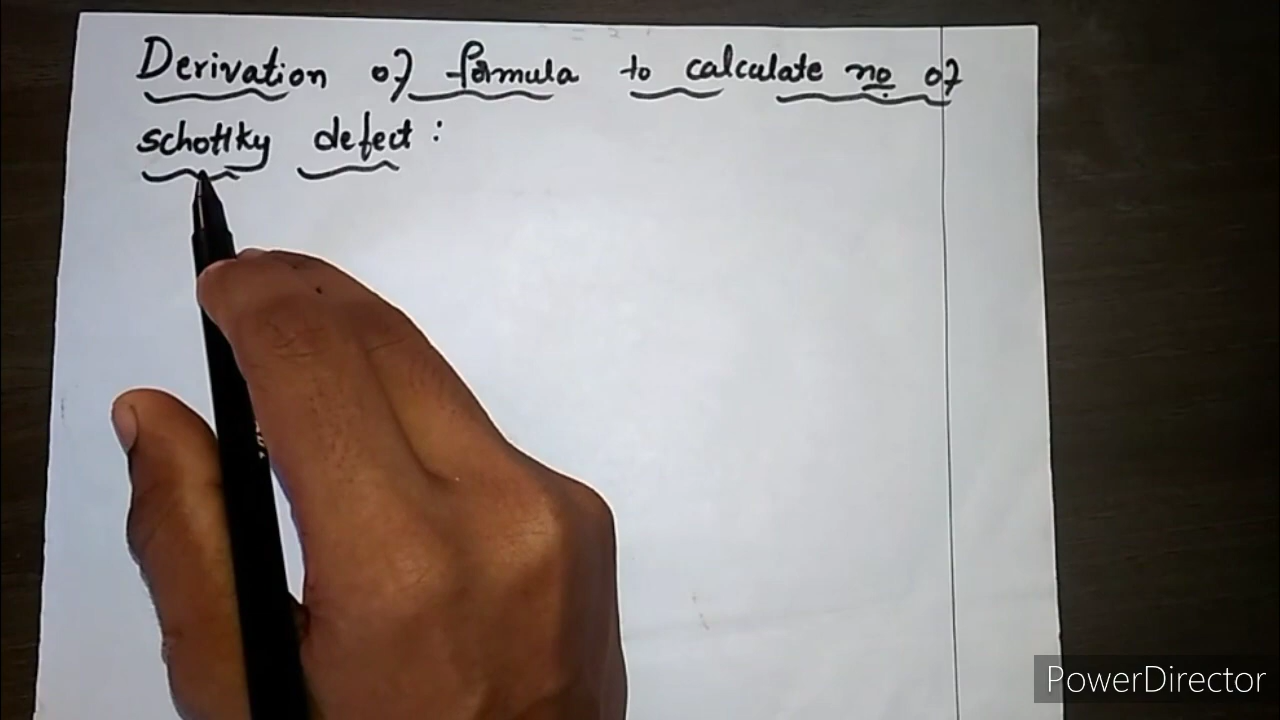 Derivation of formula to calculate no of
schottky defect :
PowerDirector